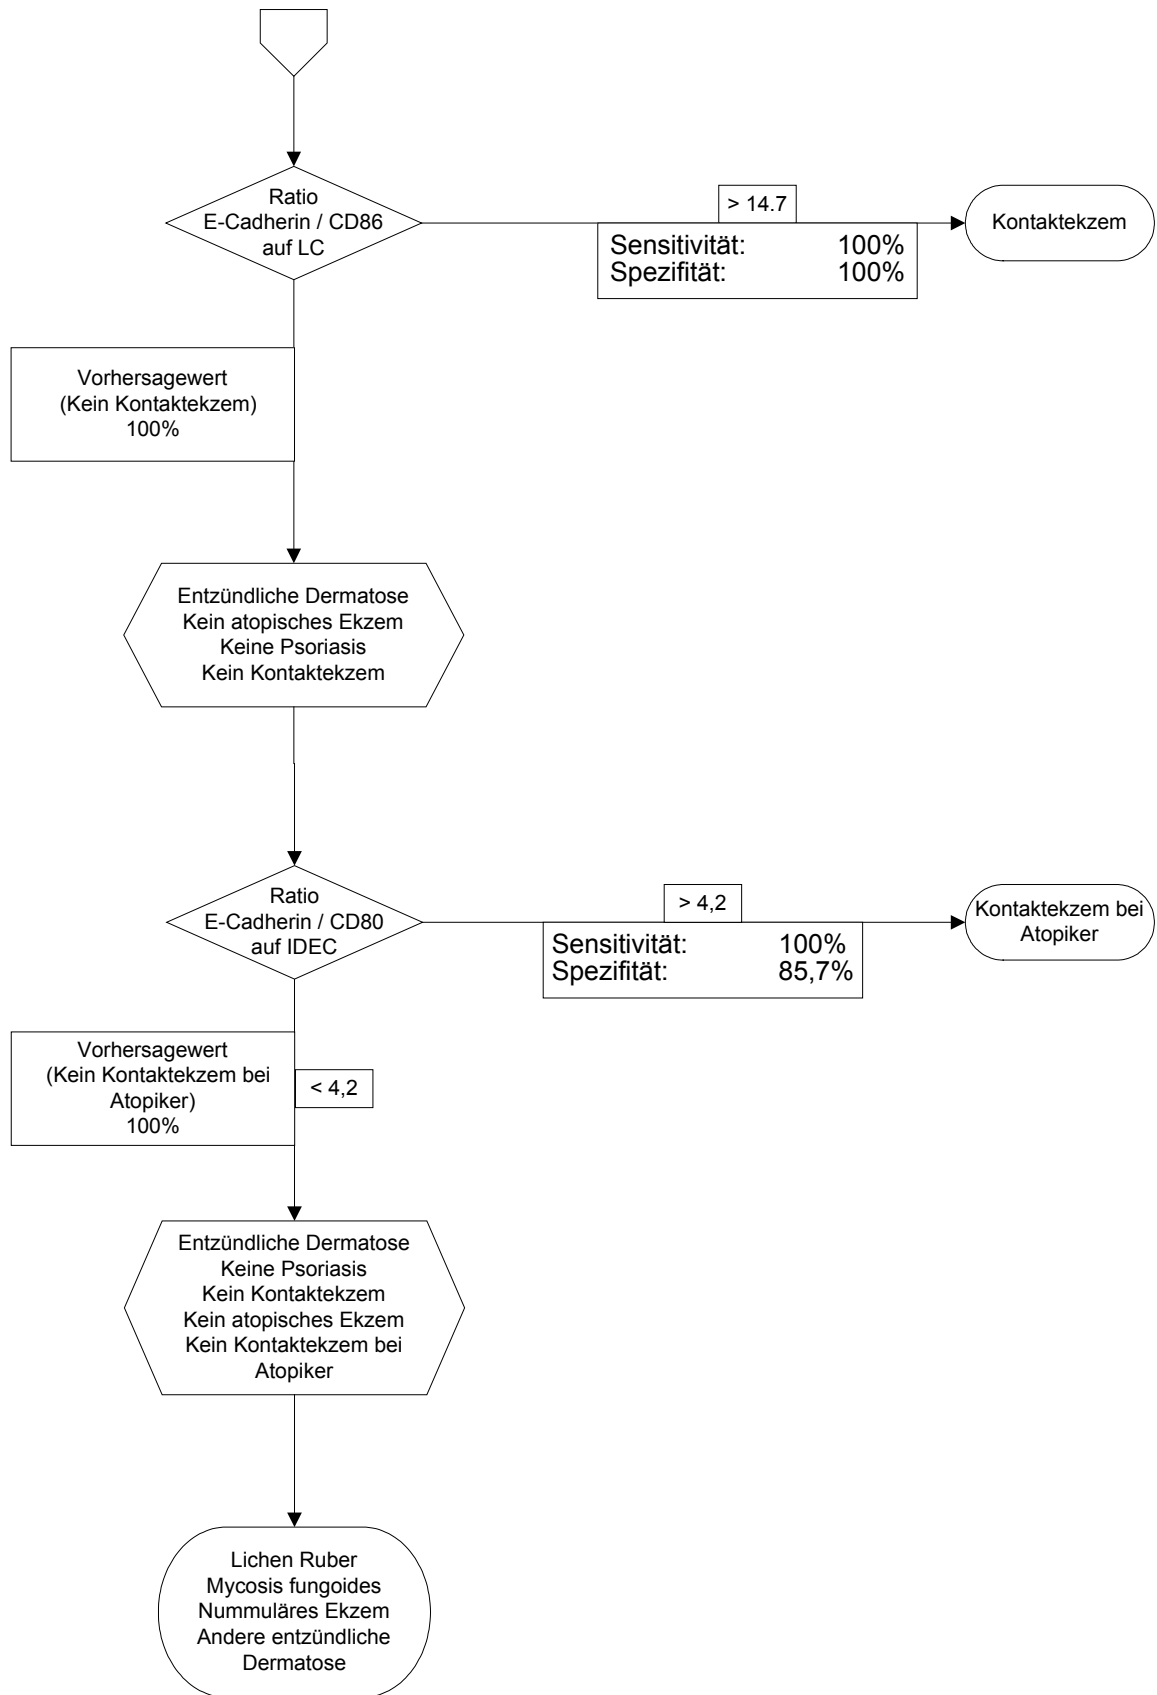 Ratio
E-Cadherin / CD86
auf LC
> 14.7
Sensitivität: 100%
Spezifität: 100%
Kontaktekzem
Vorhersagewert
(Kein Kontaktekzem)
100%
Entzündliche Dermatose
Kein atopisches Ekzem
Keine Psoriasis
Kein Kontaktekzem
Ratio
E-Cadherin / CD80
auf IDEC
> 4,2
Sensitivität: 100%
Spezifität: 85,7%
Kontaktekzem bei
Atopiker
Vorhersagewert
(Kein Kontaktekzem bei
Atopiker)
100%
< 4,2
Entzündliche Dermatose
Keine Psoriasis
Kein Kontaktekzem
Kein atopisches Ekzem
Kein Kontaktekzem bei
Atopiker
Lichen Ruber
Mycosis fungoides
Nummuläres Ekzem
Andere entzündliche
Dermatose